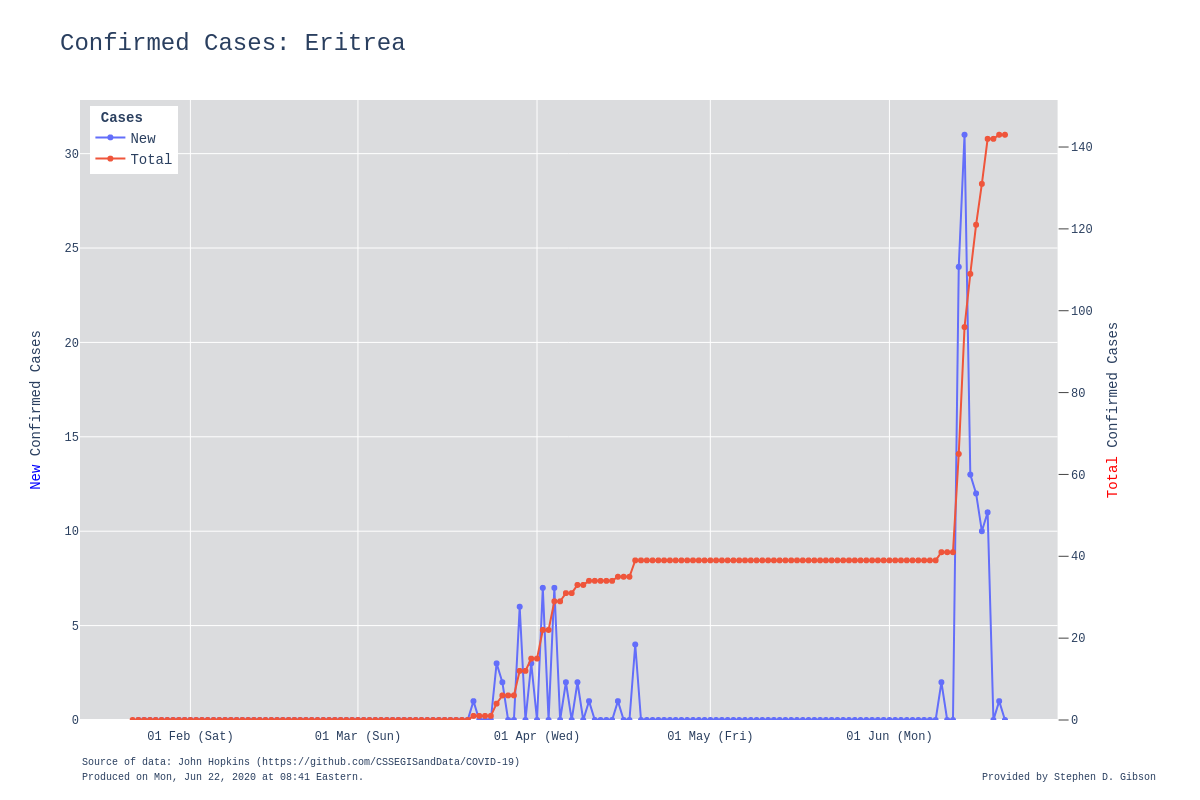 Confirmed Cases: Eritrea
Cases
New
Total
30
25
20
15
10
5
0
140
120
100
80
60
40
20
0
New Confirmed Cases
Total Confirmed Cases
01 Feb (Sat)
01 Mar (Sun)
01 Apr (Wed)
01 May (Fri)
01 Jun (Mon)
Source of data: John Hopkins (https://github.com/CSSEGISandData/COVID-19)
Produced on Mon, Jun 22, 2020 at 08:41 Eastern.
Provided by Stephen D. Gibson